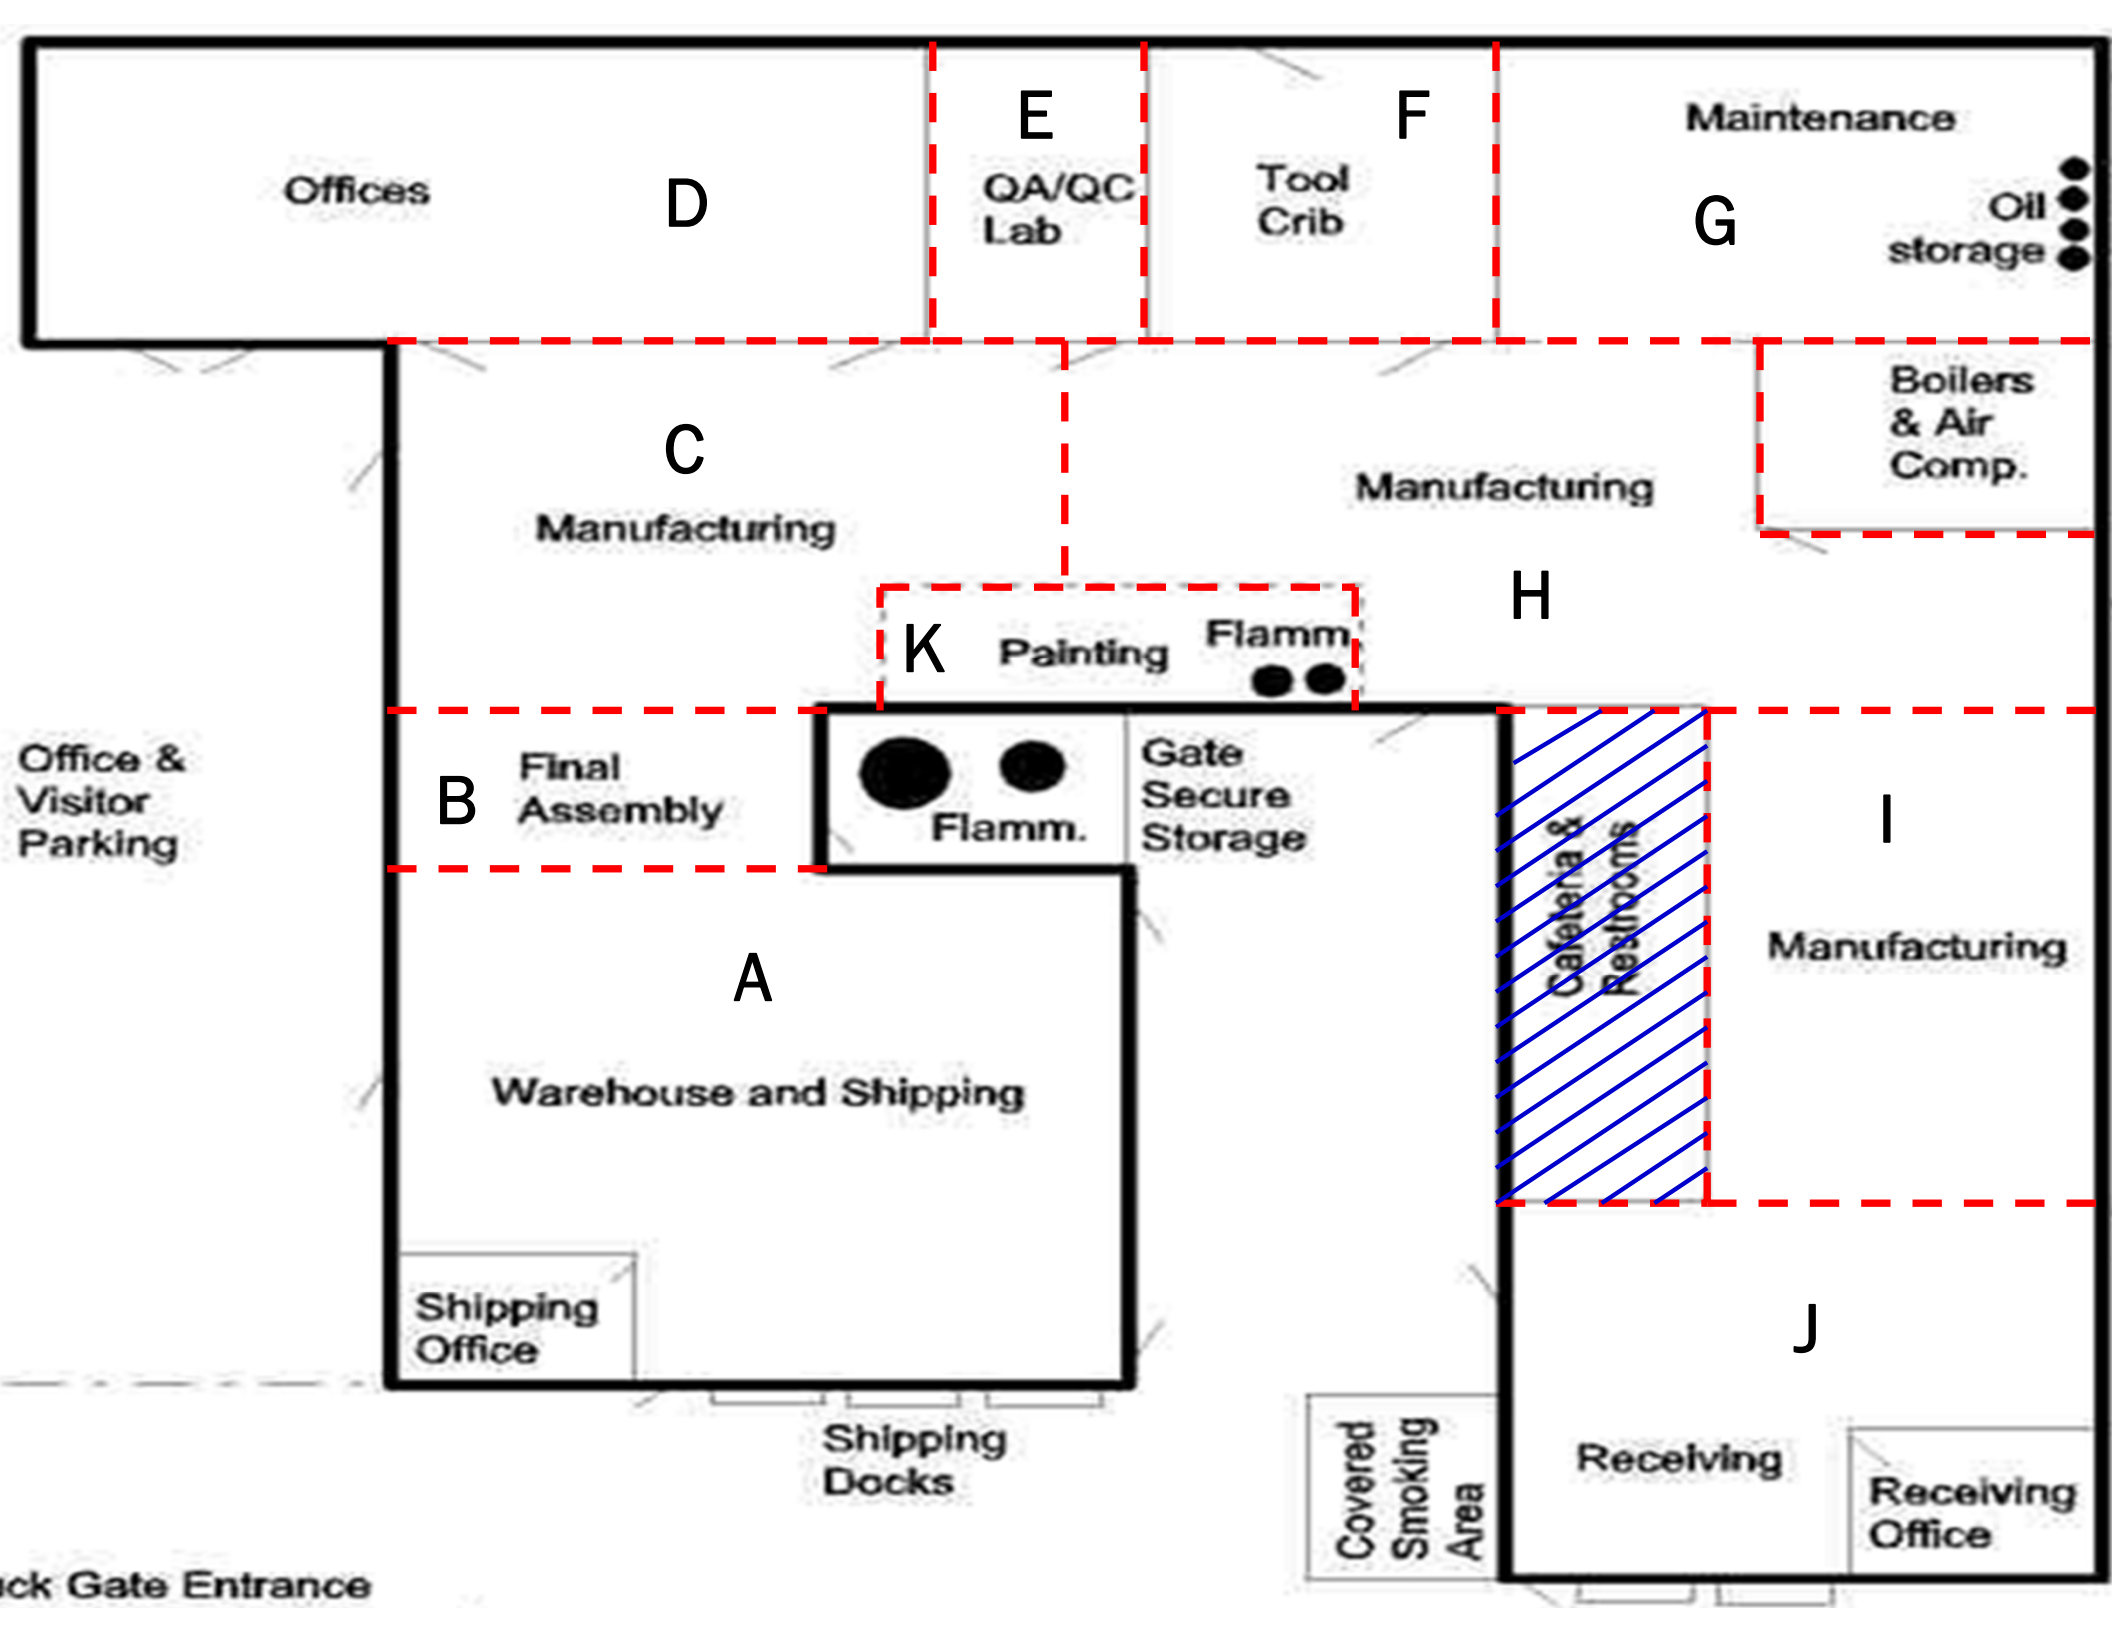 E
F
Maintenance
Offices
D
QA/QC
Lab
Tool
Crib
G
Oil
storage
Boilers
& Air
Comp.
C
Manufacturing
Manufacturing
H
K
Painting
Flamm.
Office &
Visitor
Parking
B
Final
Assembly
Flamm.
Gate
Secure
Storage
Cafeteria &
Restrooms
I
Manufacturing
A
Warehouse and Shipping
Shipping
Office
J
Shipping
Docks
Covered
Smoking
Area
Receiving
Receiving
Office
Gate Entrance